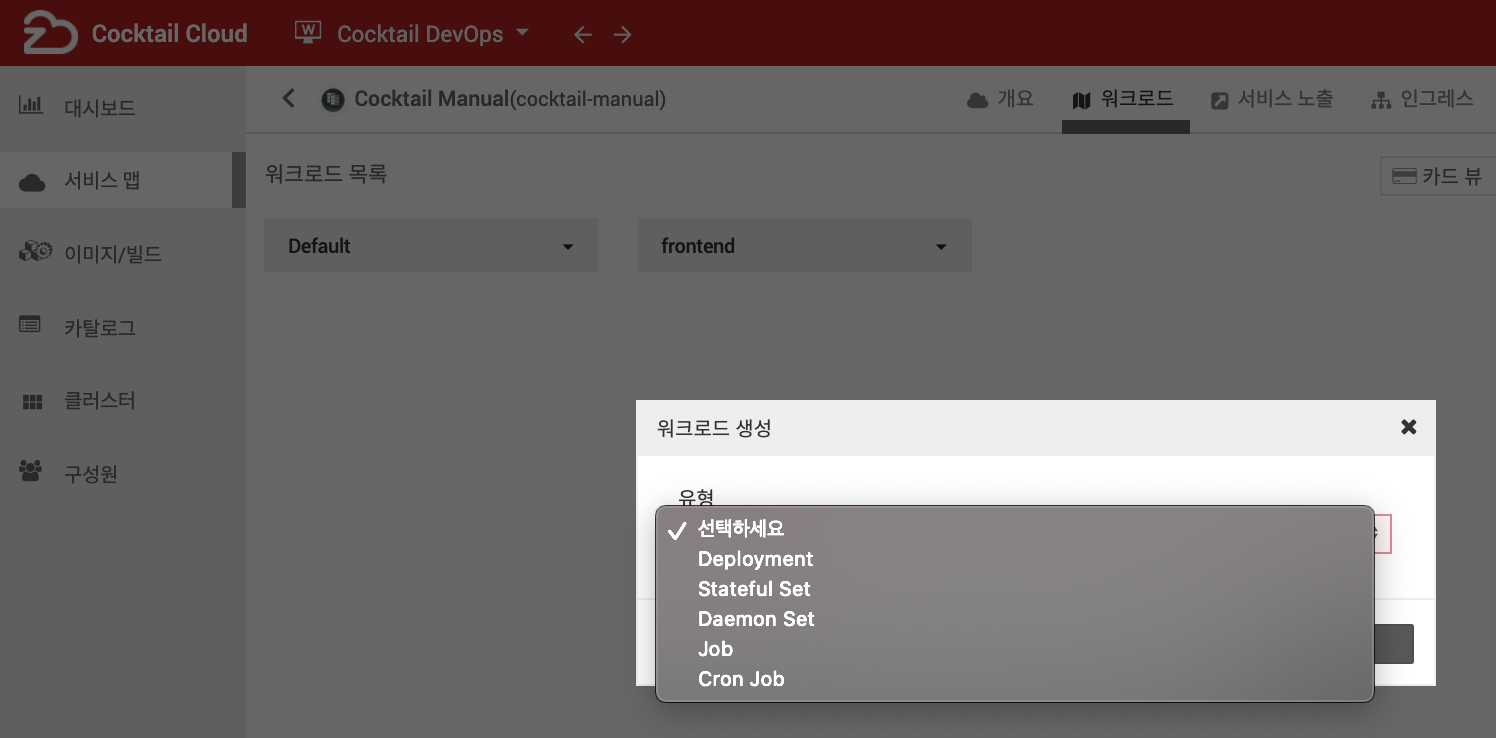 Cocktail Cloud
W Cocktail DevOps
대시보드
서비스 맵
이미지/빌드
카탈로그
클러스터
구성원
Cocktail Manual(cocktail-manual)
개요
워크로드
서비스 노출
인그레스
워크로드 목록
카드 뷰
Default
frontend
워크로드 생성
유형
선택하세요
Deployment
Stateful Set
Daemon Set
Job
Cron Job